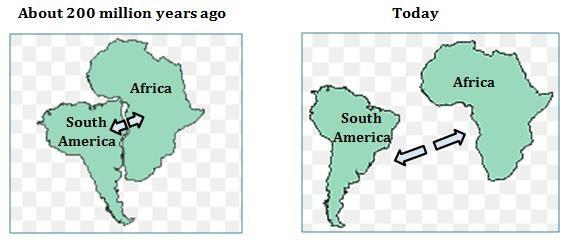 About 200 million years ago
Africa
South
America
Today
Africa
South
America